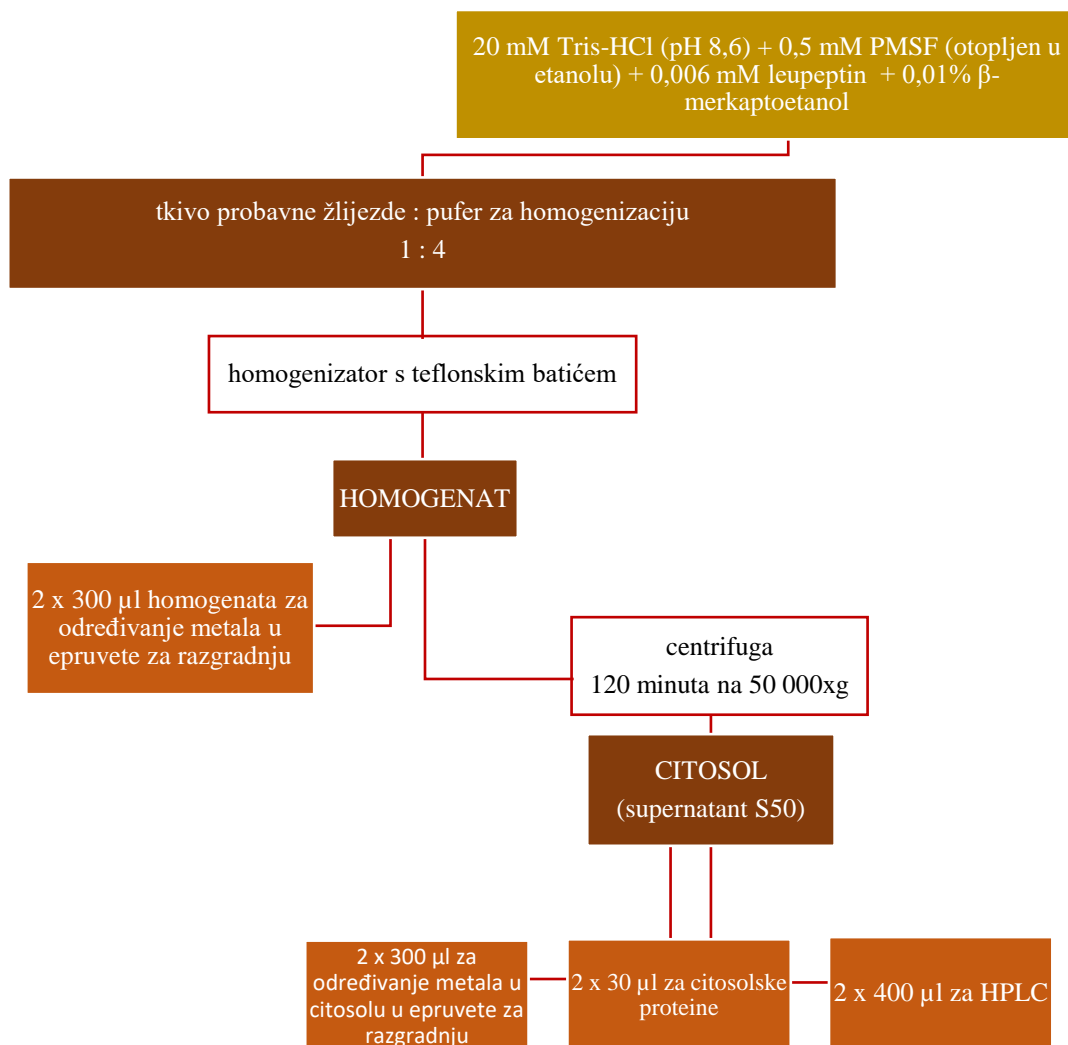 20 mM Tris-HCl (pH 8,6) + 0,5 mM PMSF (otopljen u
etanolu) + 0,006 mM leupeptin + 0,01% β-
merkaptoetanol
tkivo probavne žlijezde : pufer za homogenizaciju
1 : 4
homogenizator s teflonskim batićem
HOMOGENAT
2 x 300 µl homogenata za
određivanje metala u
epruvete za razgradnju
centrifuga
120 minuta na 50 000xg
CITOSOL
(supernatant S50)
2 x 300 µl za
određivanje metala u
citosolu u epruvete za
razgradnju
2 x 30 µl za citosolske
proteine
2 x 400 µl za HPLC